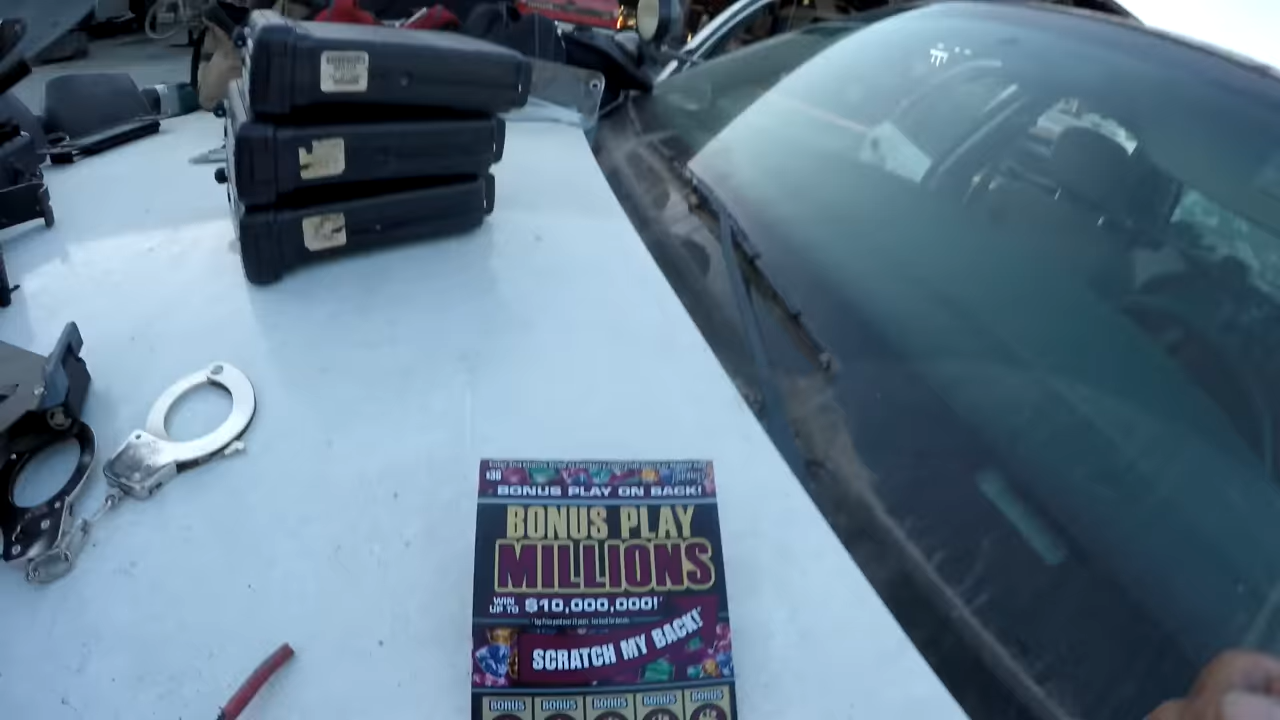 $30
BONUS PLAY ON BACK!
BONUS PLAY
MILLIONS
WIN
UP TO $10,000,000!*
SCRATCH MY BACK!
BONUS BONUS BONUS BONUS BONUS